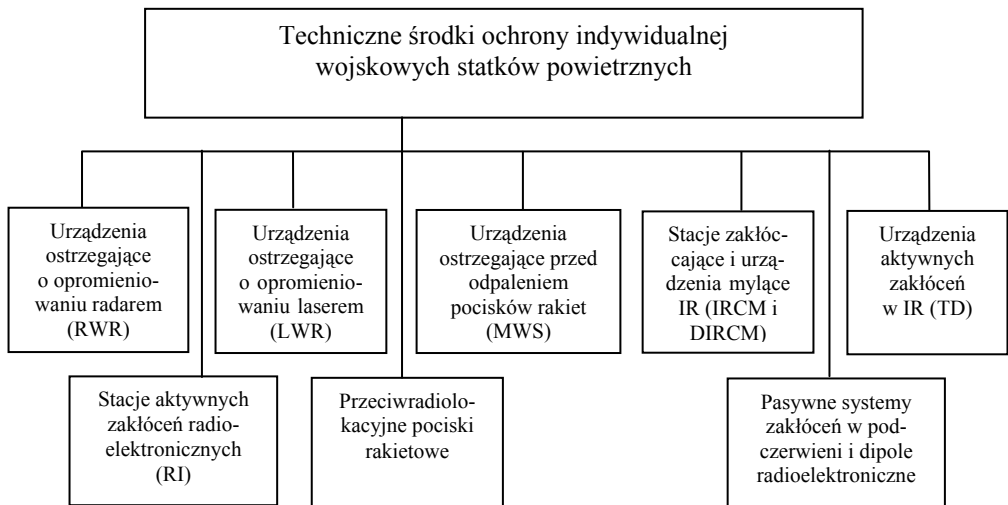 Techniczne środki ochrony indywidualnej
wojskowych statków powietrznych
Urządzenia
ostrzegające
o opromienio-
waniu radarem
(RWR)
Urządzenia
ostrzegające
o opromienio-
waniu laserem
(LWR)
Urządzenia
ostrzegające przed
odpaleniem
pocisków rakiet
(MWS)
Stacje zakłóc-
cające i urzą-
dzenia mylące
IR (IRCM i
DIRCM)
Urządzenia
aktywnych
zakłóceń
w IR (TD)
Stacje aktywnych
zakłóceń radio-
elektronicznych
(RI)
Przeciwradiolo-
kacyjne pociski
rakietowe
Pasywne systemy
zakłóceń w pod-
czerwieni i dipole
radioelektroniczne